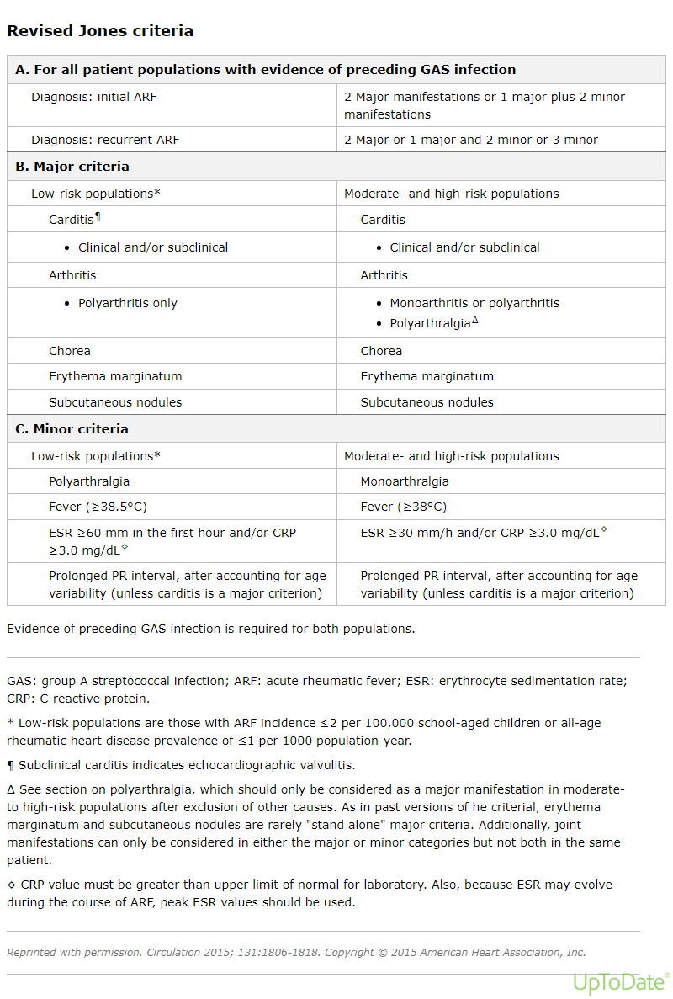 Revised Jones criteria
A. For all patient populations with evidence of preceding GAS infection
Diagnosis: initial ARF
2 Major manifestations or 1 major plus 2 minor
manifestations
Diagnosis: recurrent ARF
2 Major or 1 major and 2 minor or 3 minor
B. Major criteria
Low-risk populations*
Moderate- and high-risk populations
Carditis¶
Carditis
• Clinical and/or subclinical
• Clinical and/or subclinical
Arthritis
Arthritis
• Polyarthritis only
• Monoarthritis or polyarthritis
• PolyarthralgiaΔ
Chorea
Chorea
Erythema marginatum
Erythema marginatum
Subcutaneous nodules
Subcutaneous nodules
C. Minor criteria
Low-risk populations*
Moderate- and high-risk populations
Polyarthralgia
Monoarthralgia
Fever (≥38.5°C)
Fever (≥38°C)
ESR ≥60 mm in the first hour and/or CRP
≥3.0 mg/dL◇
ESR ≥30 mm/h and/or CRP ≥3.0 mg/dL◇
Prolonged PR interval, after accounting for age
variability (unless carditis is a major criterion)
Prolonged PR interval, after accounting for age
variability (unless carditis is a major criterion)
Evidence of preceding GAS infection is required for both populations.
GAS: group A streptococcal infection; ARF: acute rheumatic fever; ESR: erythrocyte sedimentation rate;
CRP: C-reactive protein.
* Low-risk populations are those with ARF incidence ≤2 per 100,000 school-aged children or all-age
rheumatic heart disease prevalence of ≤1 per 1000 population-year.
¶ Subclinical carditis indicates echocardiographic valvulitis.
Δ See section on polyarthralgia, which should only be considered as a major manifestation in moderate-
to high-risk populations after exclusion of other causes. As in past versions of he criterial, erythema
marginatum and subcutaneous nodules are rarely "stand alone" major criteria. Additionally, joint
manifestations can only be considered in either the major or minor categories but not both in the same
patient.
◇ CRP value must be greater than upper limit of normal for laboratory. Also, because ESR may evolve
during the course of ARF, peak ESR values should be used.
Reprinted with permission. Circulation 2015; 131:1806-1818. Copyright © 2015 American Heart Association, Inc.
UpToDate®